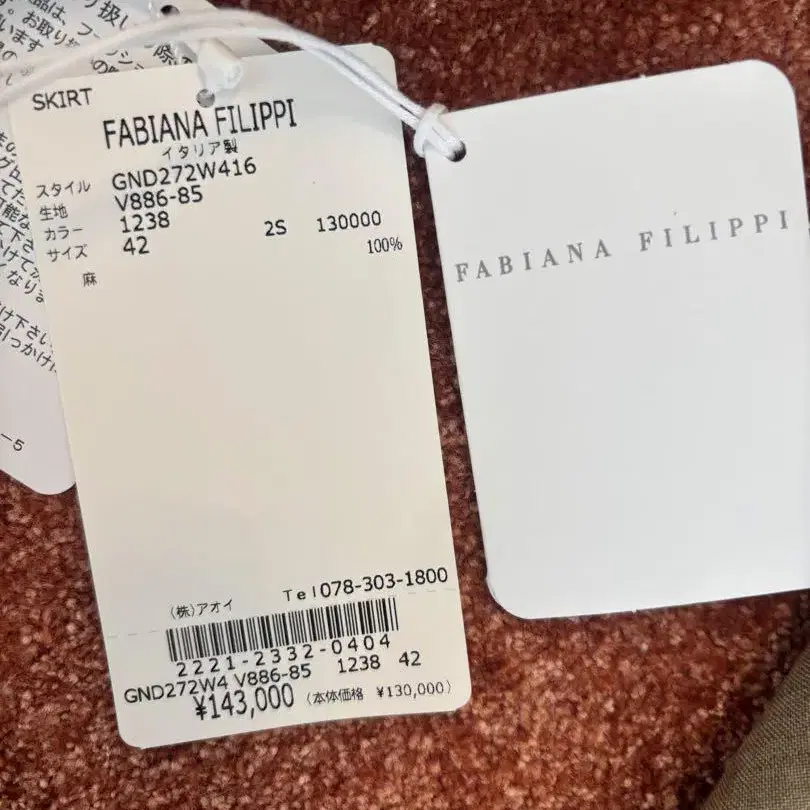 SKIRT
FABIANA FILIPPI
イタリア製
スタイル GND272W416
生地 V886-85
カラー 1238 2S 130000
サイズ 42 100%
麻
(株)アオイ Tel078-303-1800
2221-2332-0404
GND272W4 V886-85 1238 42
¥143,000 (本体価格 ¥130,000)
FABIANA FILIPPI
-5